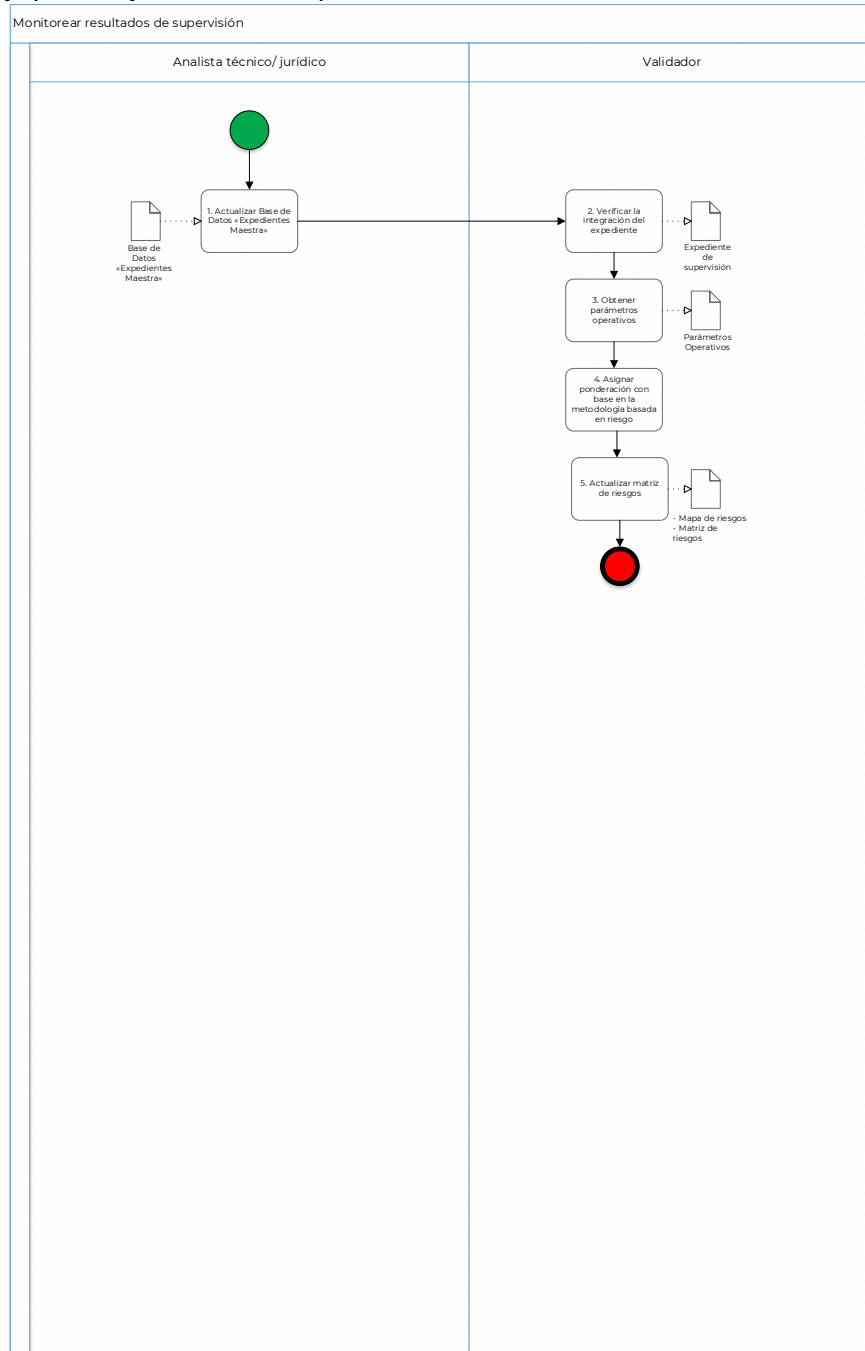 Monitorear resultados de supervisión
Analista técnico/ jurídico
Validador
1. Actualizar Base de
Datos «Expedientes
Maestra»
Base de
Datos
«Expedientes
Maestra»
2. Verificar la
integración del
expediente
Expediente
de
supervisión
3. Obtener
parámetros
operativos
Parámetros
Operativos
4. Asignar
ponderación con
base en la
metodología basada
en riesgo
5. Actualizar matriz
de riesgos
- Mapa de riesgos
- Matriz de
riesgos